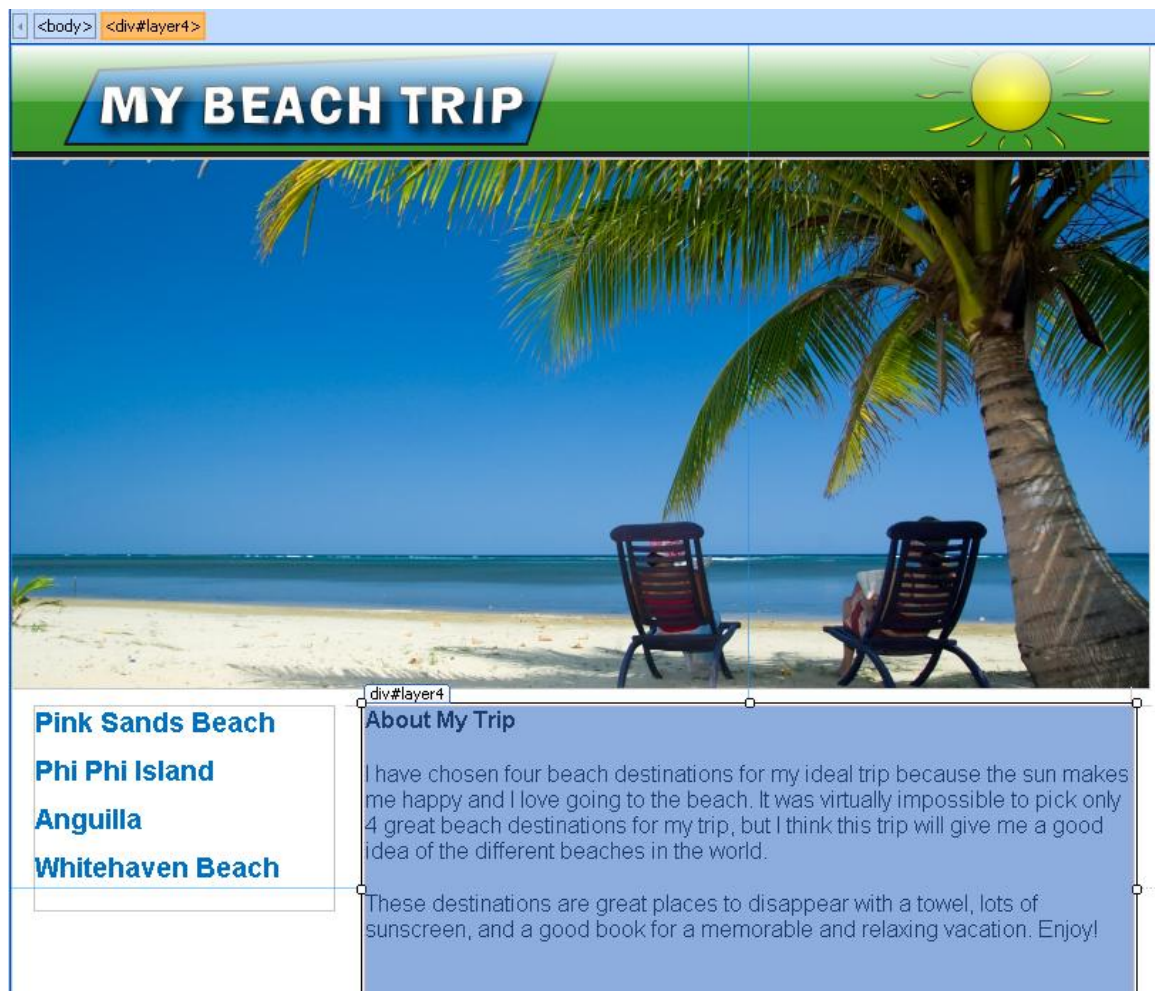 <body> <div#layer4>
MY BEACH TRIP
div#layer4
Pink Sands Beach
Phi Phi Island
Anguilla
Whitehaven Beach
About My Trip
I have chosen four beach destinations for my ideal trip because the sun makes
me happy and I love going to the beach. It was virtually impossible to pick only
4 great beach destinations for my trip, but I think this trip will give me a good
idea of the different beaches in the world.
These destinations are great places to disappear with a towel, lots of
sunscreen, and a good book for a memorable and relaxing vacation. Enjoy!